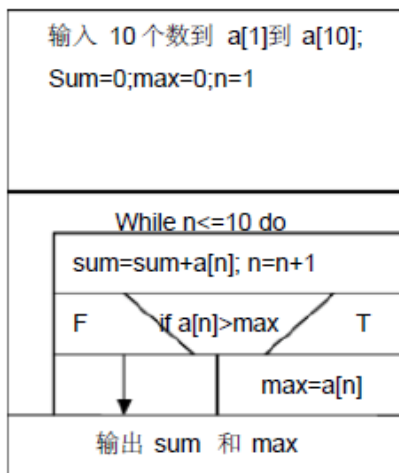 输入 10 个数到 a[1]到 a[10];
Sum=0;max=0;n=1
While n<=10 do
sum=sum+a[n]; n=n+1
F if a[n]>max T
max=a[n]
输出 sum 和 max